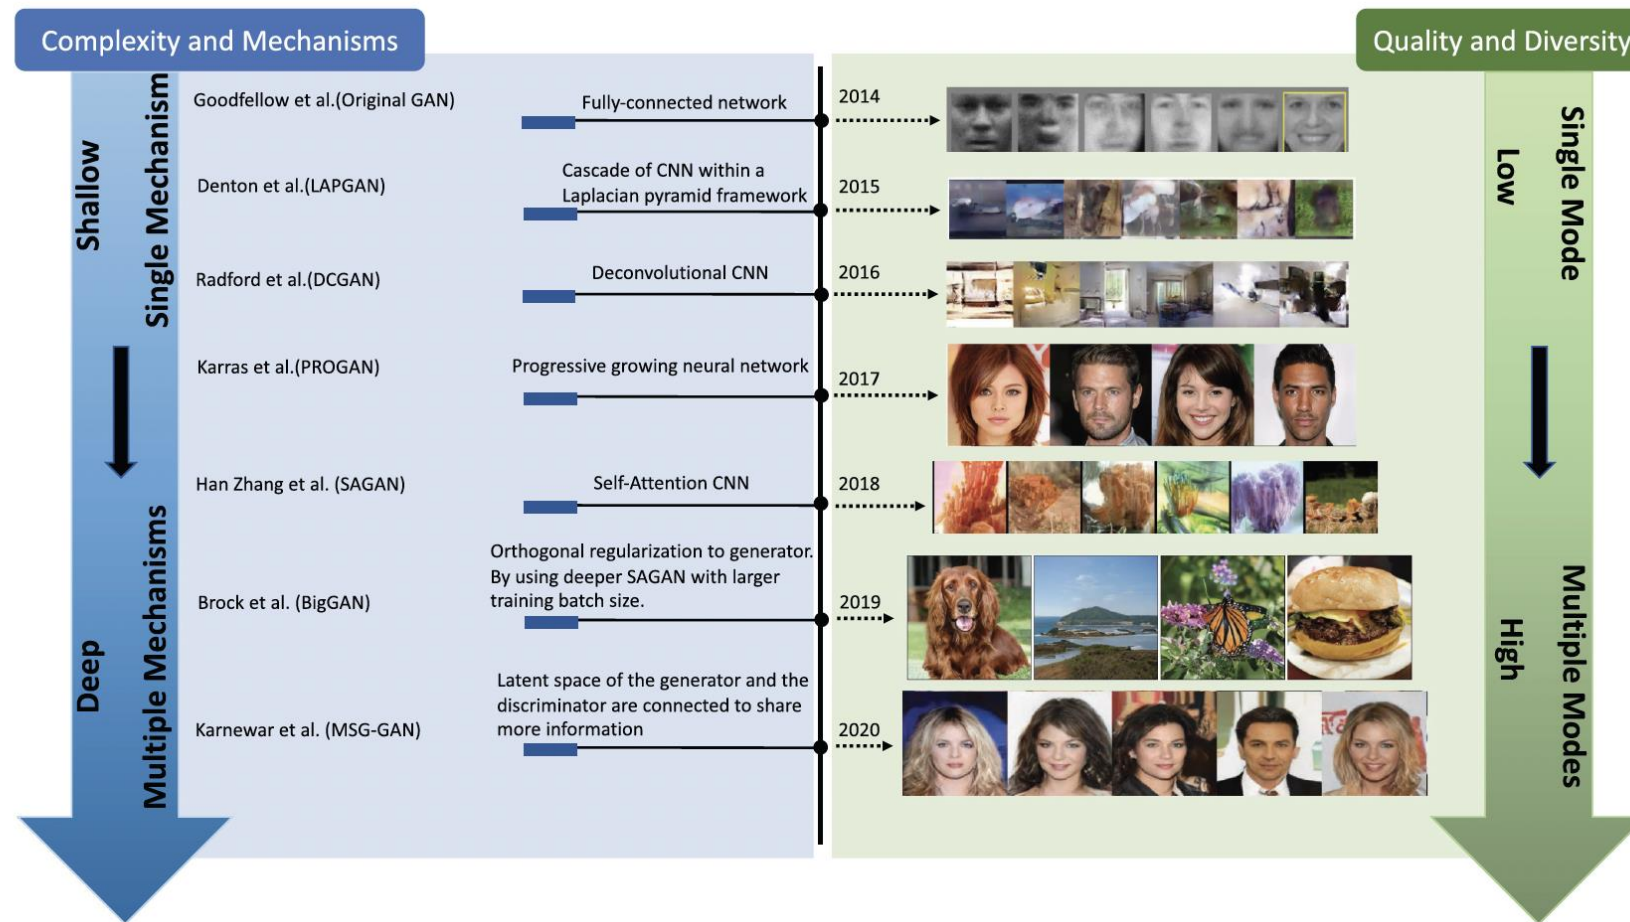 Complexity and Mechanisms
Quality and Diversity
Shallow
Single Mechanism
Deep
Multiple Mechanisms
Goodfellow et al.(Original GAN)
Fully-connected network
2014
Denton et al.(LAPGAN)
Cascade of CNN within a
Laplacian pyramid framework
2015
Radford et al.(DCGAN)
Deconvolutional CNN
2016
Karras et al.(PROGAN)
Progressive growing neural network
2017
Han Zhang et al. (SAGAN)
Self-Attention CNN
2018
Brock et al. (BigGAN)
Orthogonal regularization to generator.
By using deeper SAGAN with larger
training batch size.
2019
Karnewar et al. (MSG-GAN)
Latent space of the generator and the
discriminator are connected to share
more information
2020
Low
Single Mode
High
Multiple Modes